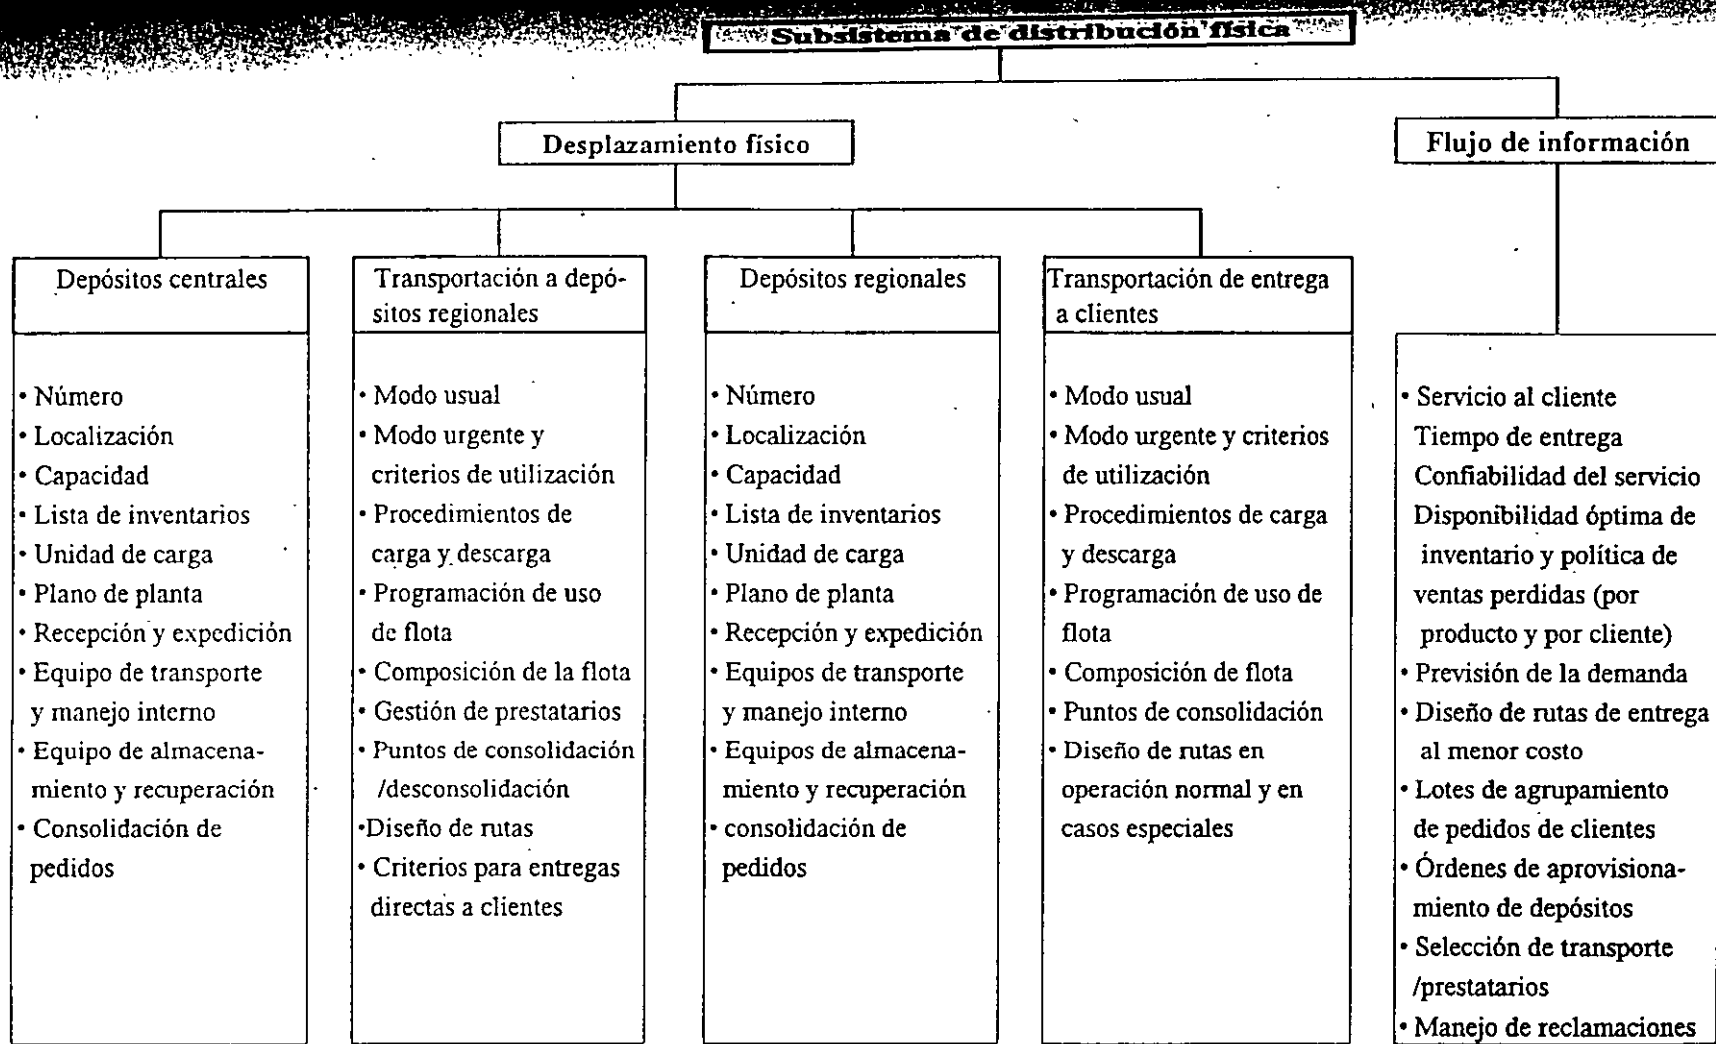 Subsistema de distribución física
Desplazamiento físico
Flujo de información
Depósitos centrales
• Número
• Localización
• Capacidad
• Lista de inventarios
• Unidad de carga
• Plano de planta
• Recepción y expedición
• Equipo de transporte
y manejo interno
• Equipo de almacena-
miento y recuperación
• Consolidación de
pedidos
Transportación a depó-
sitos regionales
• Modo usual
• Modo urgente y
criterios de utilización
• Procedimientos de
carga y descarga
• Programación de uso
de flota
• Composición de la flota
• Gestión de prestatarios
• Puntos de consolidación
/desconsolidación
•Diseño de rutas
• Criterios para entregas
directas a clientes
Depósitos regionales
• Número
• Localización
• Capacidad
• Lista de inventarios
• Unidad de carga
• Plano de planta
• Recepción y expedición
• Equipos de transporte
y manejo interno
• Equipos de almacena-
miento y recuperación
• consolidación de
pedidos
Transportación de entrega
a clientes
• Modo usual
• Modo urgente y criterios
de utilización
• Procedimientos de carga
y descarga
• Programación de uso de
flota
• Composición de flota
• Puntos de consolidación
• Diseño de rutas en
operación normal y en
casos especiales
• Servicio al cliente
Tiempo de entrega
Confiabilidad del servicio
Disponibilidad óptima de
inventario y política de
ventas perdidas (por
producto y por cliente)
• Previsión de la demanda
• Diseño de rutas de entrega
al menor costo
• Lotes de agrupamiento
de pedidos de clientes
• Órdenes de aprovisiona-
miento de depósitos
• Selección de transporte
/prestatarios
• Manejo de reclamaciones